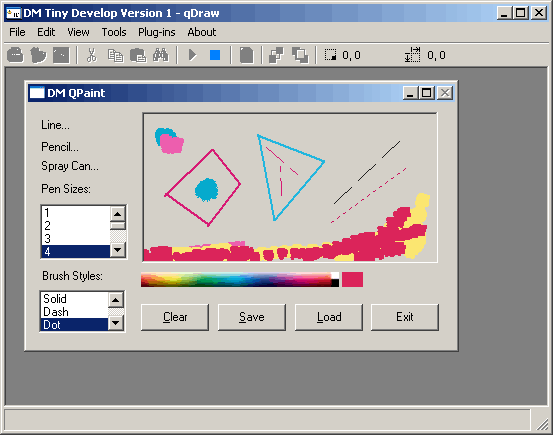 DM Tiny Develop Version 1 - qDraw
File Edit View Tools Plug-ins About
0, 0 0, 0
DM QPaint
Line...
Pencil...
Spray Can...
Pen Sizes:
1
2
3
4
Brush Styles:
Solid
Dash
Dot
Clear Save Load Exit